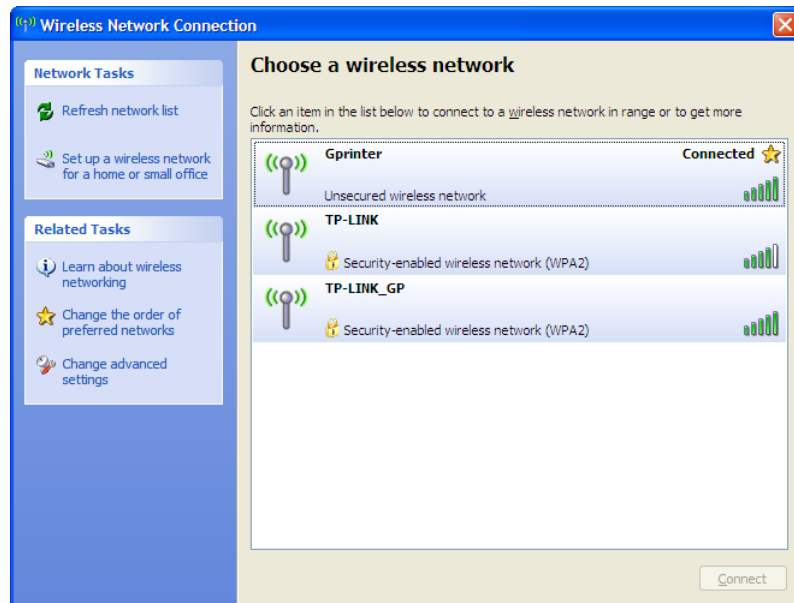 Wireless Network Connection
Network Tasks
Refresh network list
Set up a wireless network
for a home or small office
Related Tasks
Learn about wireless
networking
Change the order of
preferred networks
Change advanced
settings
Choose a wireless network
Click an item in the list below to connect to a wireless network in range or to get more
information.
Gprinter Connected
Unsecured wireless network
TP-LINK
Security-enabled wireless network (WPA2)
TP-LINK_GP
Security-enabled wireless network (WPA2)
Connect